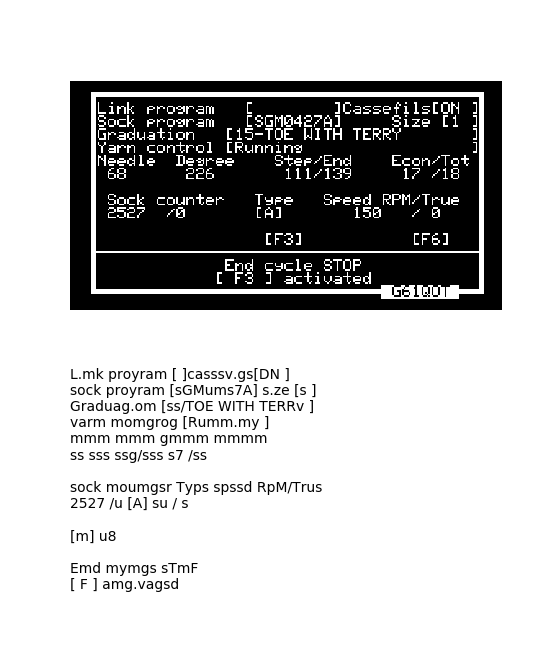 Link program [ ]Cassefils[ON ]
Sock program [SGM0427A] Size [1 ]
Graduation [15-TOE WITH TERRY ]
Yarn control [Running ]
Needle Degree Step/End Econ/Tot
68 226 111/139 17 /18
Sock counter Type Speed RPM/True
2527 /0 [A] 150 / 0
[F3] [F6]
End cycle STOP
[ F3 ] activated
G61QOT
L.mk proyram [ ]casssv.gs[DN ]
sock proyram [sGMums7A] s.ze [s ]
Graduag.om [ss/TOE WITH TERRv ]
varm momgrog [Rumm.my ]
mmm mmm gmmm mmmm
ss sss ssg/sss s7 /ss
sock moumgsr Typs spssd RpM/Trus
2527 /u [A] su / s
[m] u8
Emd mymgs sTmF
[ F ] amg.vagsd